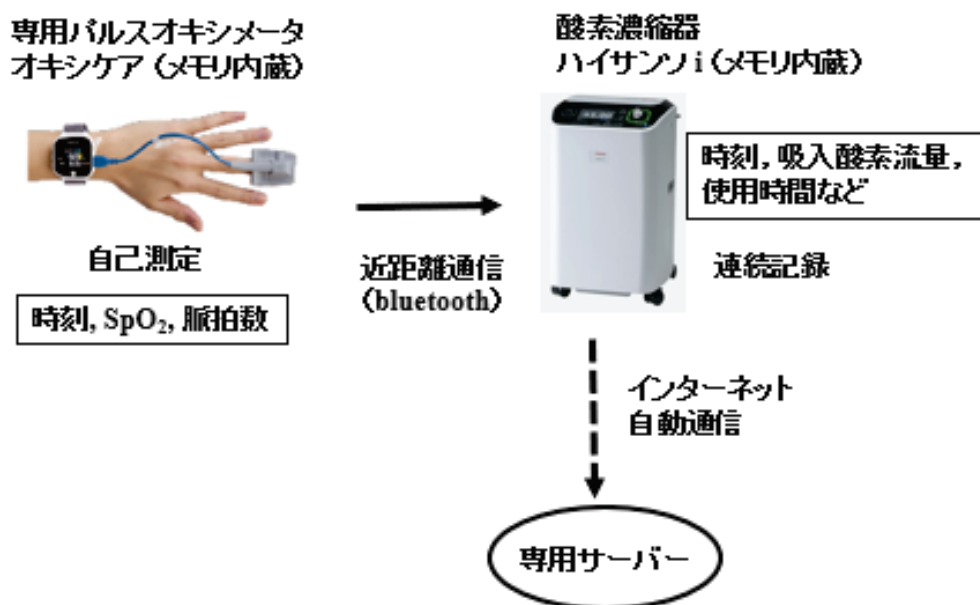 専用パルスオキシメータ
オキシケア（メモリ内蔵）
酸素濃縮器
ハイサンソi（メモリ内蔵）
時刻, 吸入酸素流量,
使用時間など
自己測定
近距離通信
（bluetooth）
連続記録
時刻, SpO₂, 脈拍数
インターネット
自動通信
専用サーバー